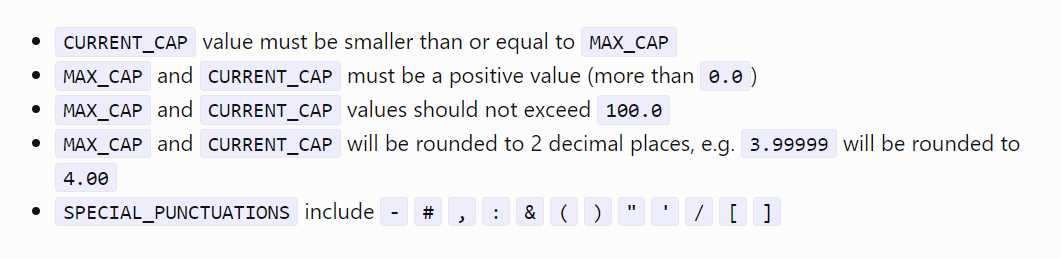 • CURRENT_CAP value must be smaller than or equal to MAX_CAP
• MAX_CAP and CURRENT_CAP must be a positive value (more than 0.0)
• MAX_CAP and CURRENT_CAP values should not exceed 100.0
• MAX_CAP and CURRENT_CAP will be rounded to 2 decimal places, e.g. 3.99999 will be rounded to
4.00
• SPECIAL_PUNCTUATIONS include - # , : & ( ) " ' / [ ]